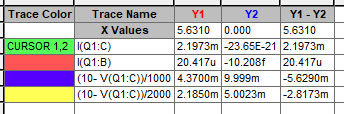 Trace Color Trace Name Y1 Y2 Y1 - Y2
X Values 5.6310 0.000 5.6310
CURSOR 1,2 I(Q1:C) 2.1973m -23.65E-21 2.1973m
I(Q1:B) 20.417u -10.208f 20.417u
(10- V(Q1:C))/1000 4.3700m 9.999m -5.6290m
(10- V(Q1:C))/2000 2.1850m 5.0023m -2.8173m